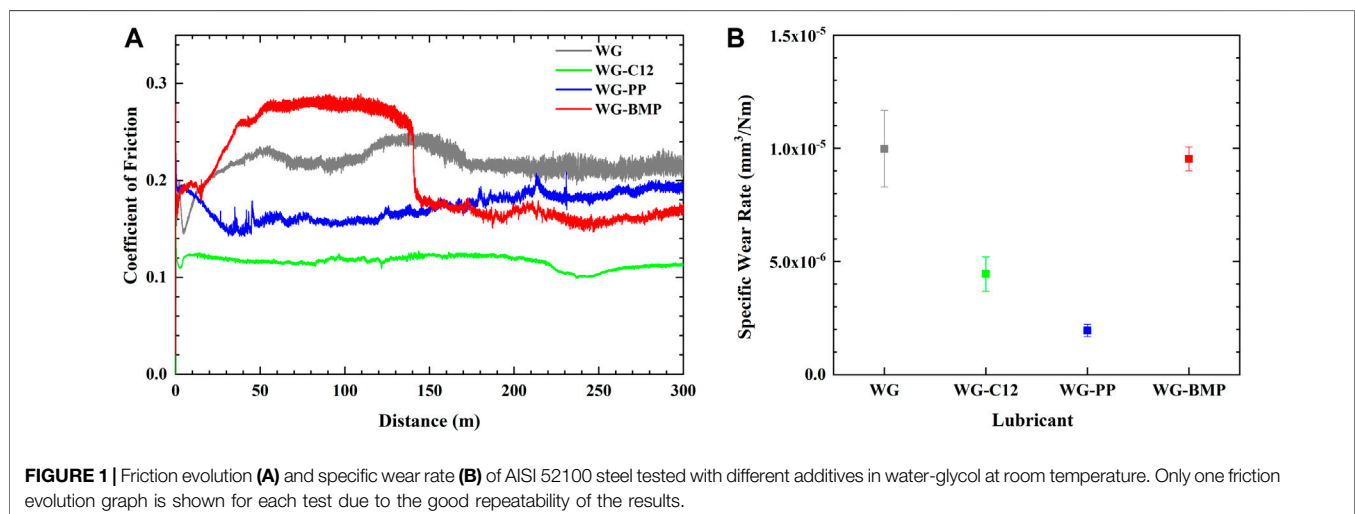 A
WG
WG-C12
WG-PP
WG-BMP
0.3
0.2
0.1
0.0
Coefficient of Friction
0 50 100 150 200 250 300
Distance (m)
B
1.5x10⁻⁵
1.0x10⁻⁵
5.0x10⁻⁶
0.0
Specific Wear Rate (mm³/Nm)
WG WG-C12 WG-PP WG-BMP
Lubricant
FIGURE 1 | Friction evolution (A) and specific wear rate (B) of AISI 52100 steel tested with different additives in water-glycol at room temperature. Only one friction
evolution graph is shown for each test due to the good repeatability of the results.